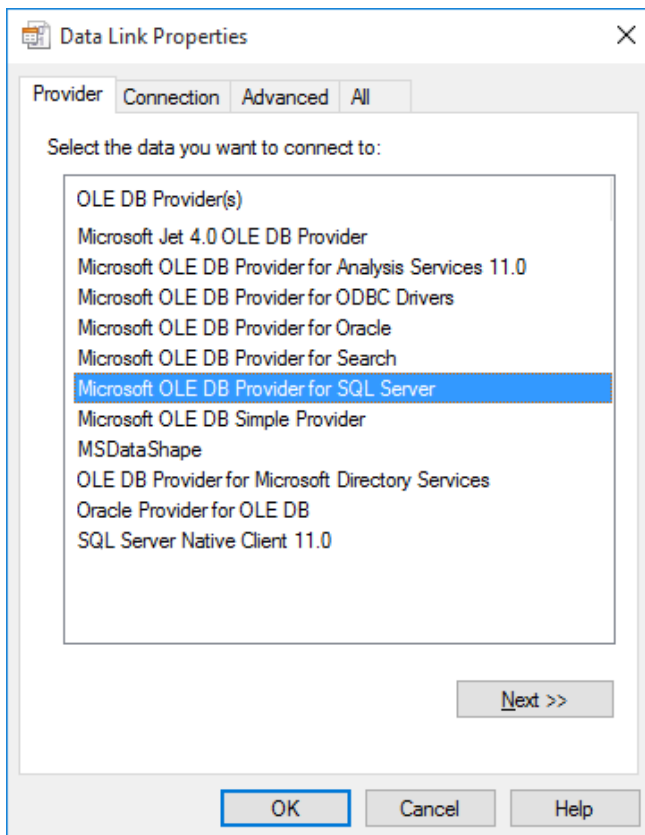 Data Link Properties
Provider Connection Advanced All
Select the data you want to connect to:
OLE DB Provider(s)
Microsoft Jet 4.0 OLE DB Provider
Microsoft OLE DB Provider for Analysis Services 11.0
Microsoft OLE DB Provider for ODBC Drivers
Microsoft OLE DB Provider for Oracle
Microsoft OLE DB Provider for Search
Microsoft OLE DB Provider for SQL Server
Microsoft OLE DB Simple Provider
MSDataShape
OLE DB Provider for Microsoft Directory Services
Oracle Provider for OLE DB
SQL Server Native Client 11.0
Next >>
OK Cancel Help